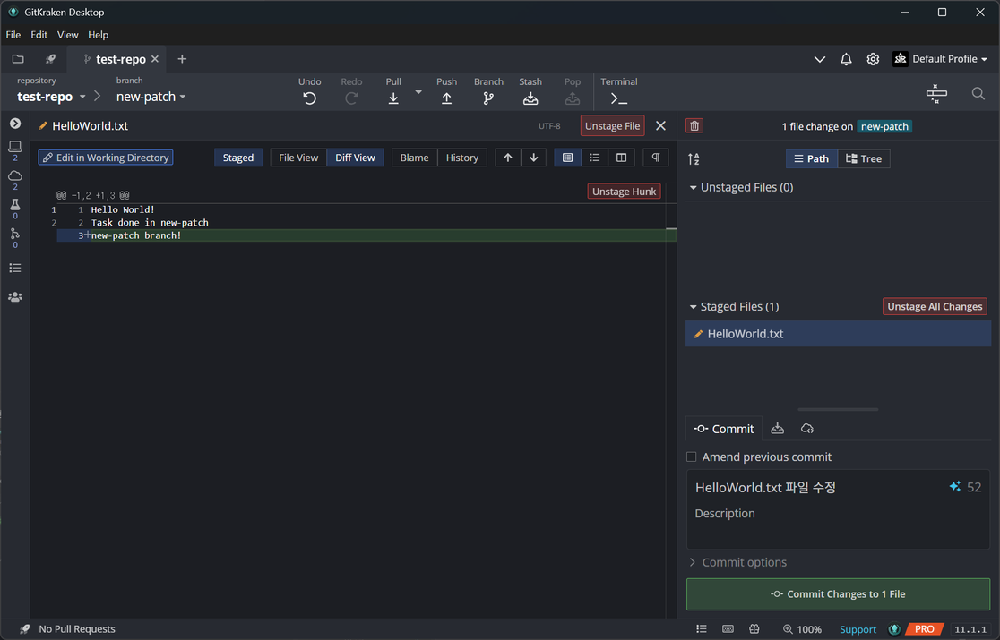 GitKraken Desktop
File Edit View Help
test-repo
Default Profile
repository branch Undo Redo Pull Push Branch Stash Pop Terminal
test-repo new-patch
HelloWorld.txt UTF-8 Unstage File
1 file change on new-patch
Edit in Working Directory Staged File View Diff View Blame History
Path Tree
2
2
0
0
@@ -1,2 +1,3 @@ Unstage Hunk
1 1 Hello World!
2 2 Task done in new-patch
3 +new-patch branch!
Unstaged Files (0)
Staged Files (1) Unstage All Changes
HelloWorld.txt
Commit
Amend previous commit
HelloWorld.txt 파일 수정 52
Description
Commit options
Commit Changes to 1 File
No Pull Requests 100% Support PRO 11.1.1